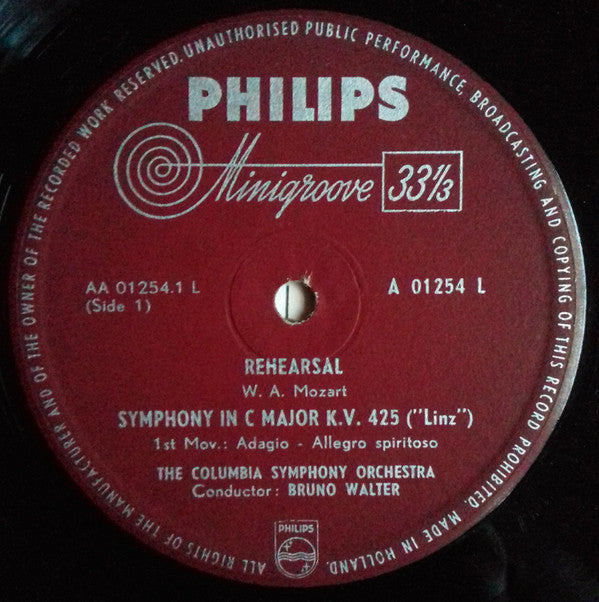 ALL RIGHTS OF THE MANUFACTURER AND OF THE OWNER OF THE RECORDED WORK RESERVED. UNAUTHORISED PUBLIC PERFORMANCE, BROADCASTING AND COPYING OF THIS RECORD PROHIBITED. MADE IN HOLLAND.
PHILIPS
Minigroove 33⅓
AA 01254.1 L
(Side 1)
A 01254 L
REHEARSAL
W. A. Mozart
SYMPHONY IN C MAJOR K.V. 425 ("Linz")
1st Mov.: Adagio - Allegro spiritoso
THE COLUMBIA SYMPHONY ORCHESTRA
Conductor: BRUNO WALTER
PHILIPS